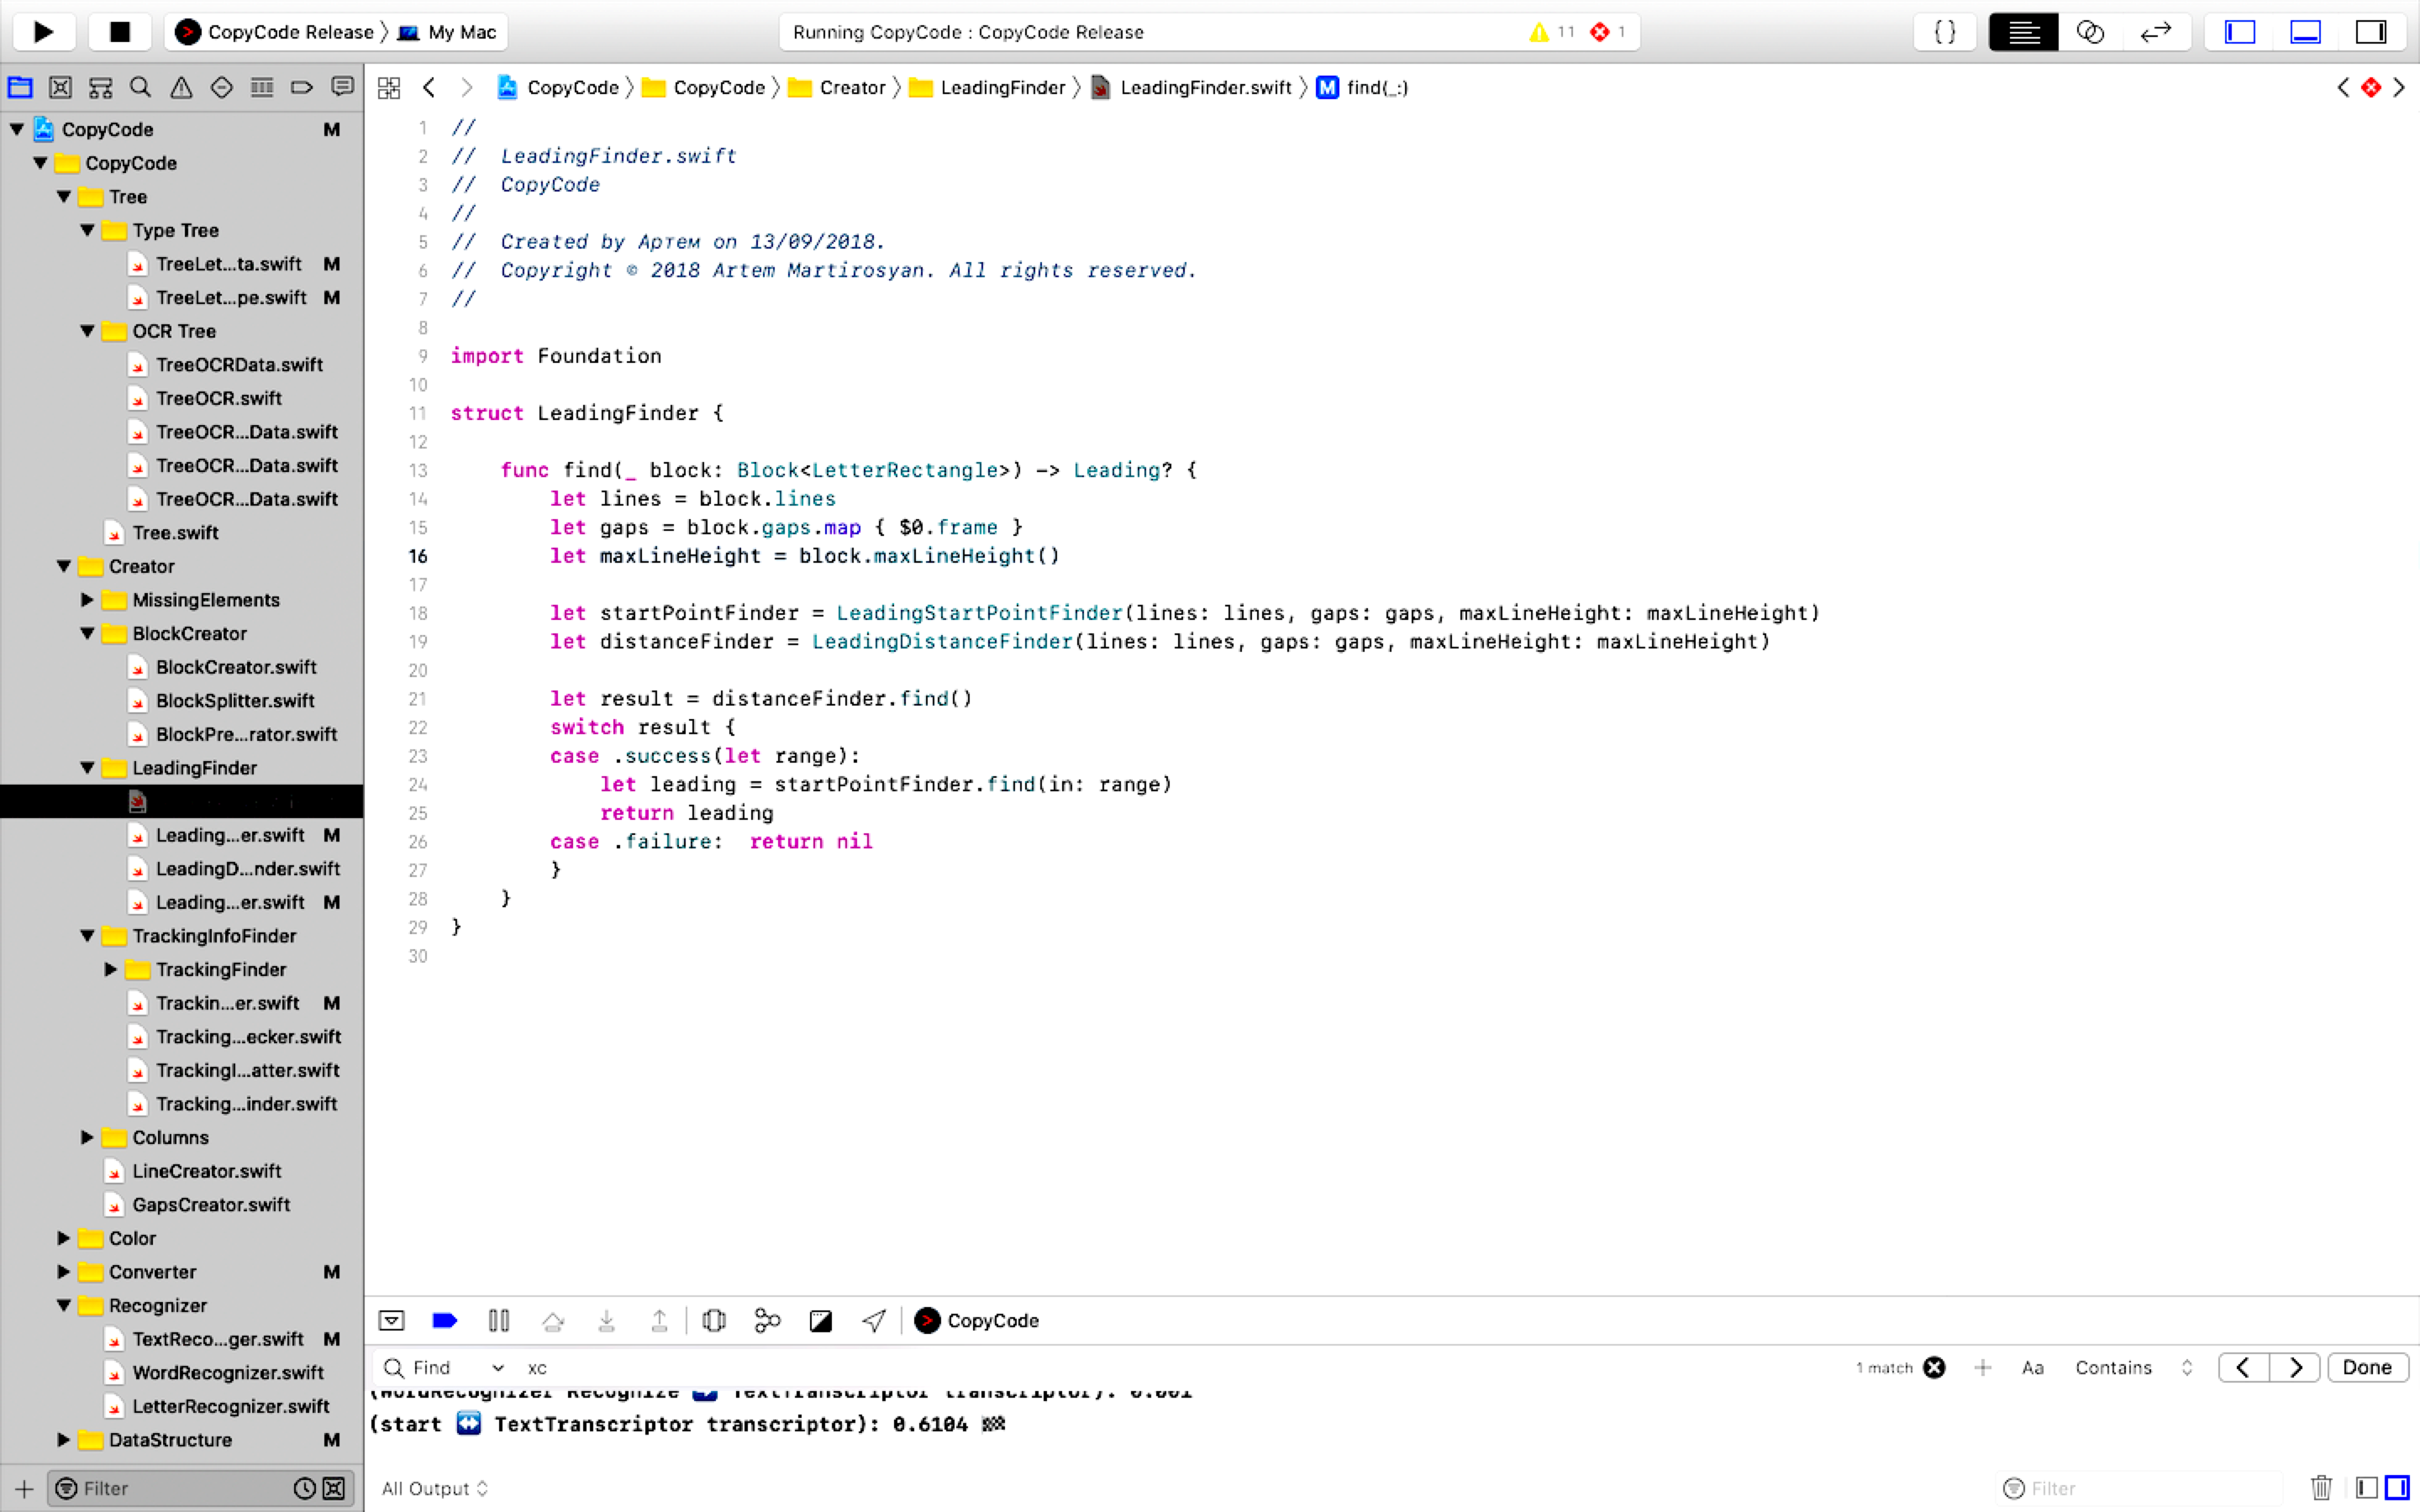 CopyCode Release 〉 My Mac
Running CopyCode : CopyCode Release
11
1
{}
CopyCode 〉 CopyCode 〉 Creator 〉 LeadingFinder 〉 LeadingFinder.swift 〉 M find(_:)
CopyCode M
CopyCode
Tree
Type Tree
TreeLet...ta.swift M
TreeLet...pe.swift M
OCR Tree
TreeOCRData.swift
TreeOCR.swift
TreeOCR...Data.swift
TreeOCR...Data.swift
TreeOCR...Data.swift
Tree.swift
Creator
MissingElements
BlockCreator
BlockCreator.swift
BlockSplitter.swift
BlockPre...rator.swift
LeadingFinder
Leading...er.swift M
LeadingD...nder.swift
Leading...er.swift M
TrackingInfoFinder
TrackingFinder
Trackin...er.swift M
Tracking...ecker.swift
TrackingI...atter.swift
Tracking...inder.swift
Columns
LineCreator.swift
GapsCreator.swift
Color
Converter M
Recognizer
TextReco...ger.swift M
WordRecognizer.swift
LetterRecognizer.swift
DataStructure M
Filter
1 //
2 //  LeadingFinder.swift
3 //  CopyCode
4 //
5 //  Created by Артем on 13/09/2018.
6 //  Copyright © 2018 Artem Martirosyan. All rights reserved.
7 //
8
9 import Foundation
10
11 struct LeadingFinder {
12
13     func find(_ block: Block<LetterRectangle>) -> Leading? {
14         let lines = block.lines
15         let gaps = block.gaps.map { $0.frame }
16         let maxLineHeight = block.maxLineHeight()
17
18         let startPointFinder = LeadingStartPointFinder(lines: lines, gaps: gaps, maxLineHeight: maxLineHeight)
19         let distanceFinder = LeadingDistanceFinder(lines: lines, gaps: gaps, maxLineHeight: maxLineHeight)
20
21         let result = distanceFinder.find()
22         switch result {
23         case .success(let range):
24             let leading = startPointFinder.find(in: range)
25             return leading
26         case .failure:  return nil
27         }
28     }
29 }
30
CopyCode
Find xc 1 match Aa Contains Done
(WordRecognizer Recognize ➡️ TextTranscriptor transcriptor): 0.001
(start ↔️ TextTranscriptor transcriptor): 0.6104 🏁
All Output
Filter